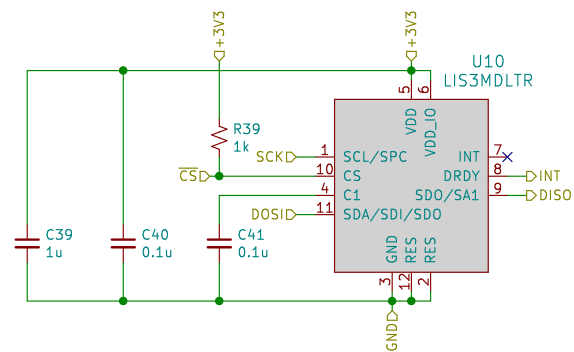 +3V3
+3V3
U10
LIS3MDLTR
5
6
VDD
VDD_IO
R39
1k
SCK
1
SCL/SPC
INT
7
CS
10
CS
DRDY
8
INT
4
C1
SDO/SA1
9
DISO
DOSI
11
SDA/SDI/SDO
C39
1u
C40
0.1u
C41
0.1u
GND
RES
RES
3
12
2
GND